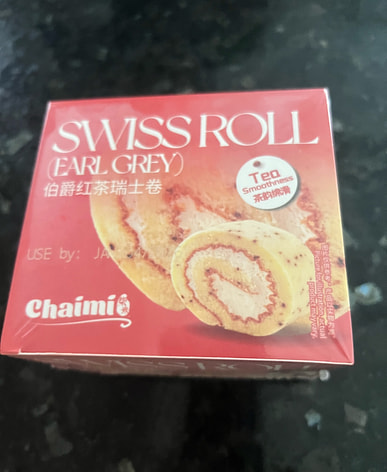 SWISS ROLL
(EARL GREY)
伯爵红茶瑞士卷
Tea
Smoothness
茶韵绵滑
USE by: JA
Chaimi